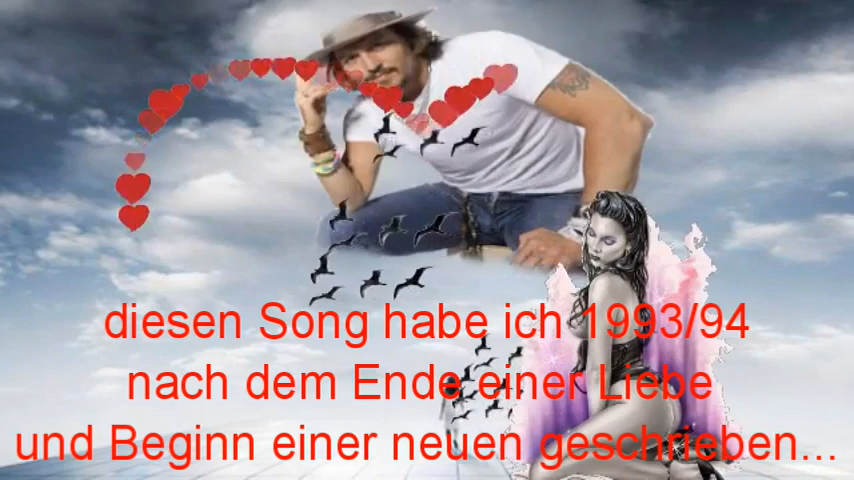 diesen Song habe ich 1993/94
nach dem Ende einer Liebe
und Beginn einer neuen geschrieben...